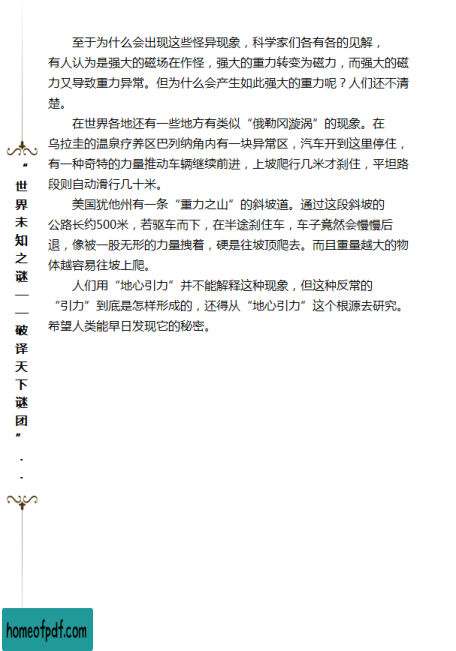 至于为什么会出现这些怪异现象，科学家们各有各的见解，
有人认为是强大的磁场在作怪，强大的重力转变为磁力，而强大的磁
力又导致重力异常。但为什么会产生如此强大的重力呢？人们还不清
楚。
在世界各地还有一些地方有类似“俄勒冈漩涡”的现象。在
乌拉圭的温泉疗养区巴列纳角内有一块异常区，汽车开到这里停住，
有一种奇特的力量推动车辆继续前进，上坡爬行几米才刹住，平坦路
段则自动滑行几十米。
美国犹他州有一条“重力之山”的斜坡道。通过这段斜坡的
公路长约500米，若驱车而下，在半途刹住车，车子竟然会慢慢后
退，像被一股无形的力量拽着，硬是往坡顶爬去。而且重量越大的物
体越容易往坡上爬。
人们用“地心引力”并不能解释这种现象，但这种反常的
“引力”到底是怎样形成的，还得从“地心引力”这个根源去研究。
希望人类能早日发现它的秘密。
“世界未知之谜——破译天下谜团”..
homeofpdf.com